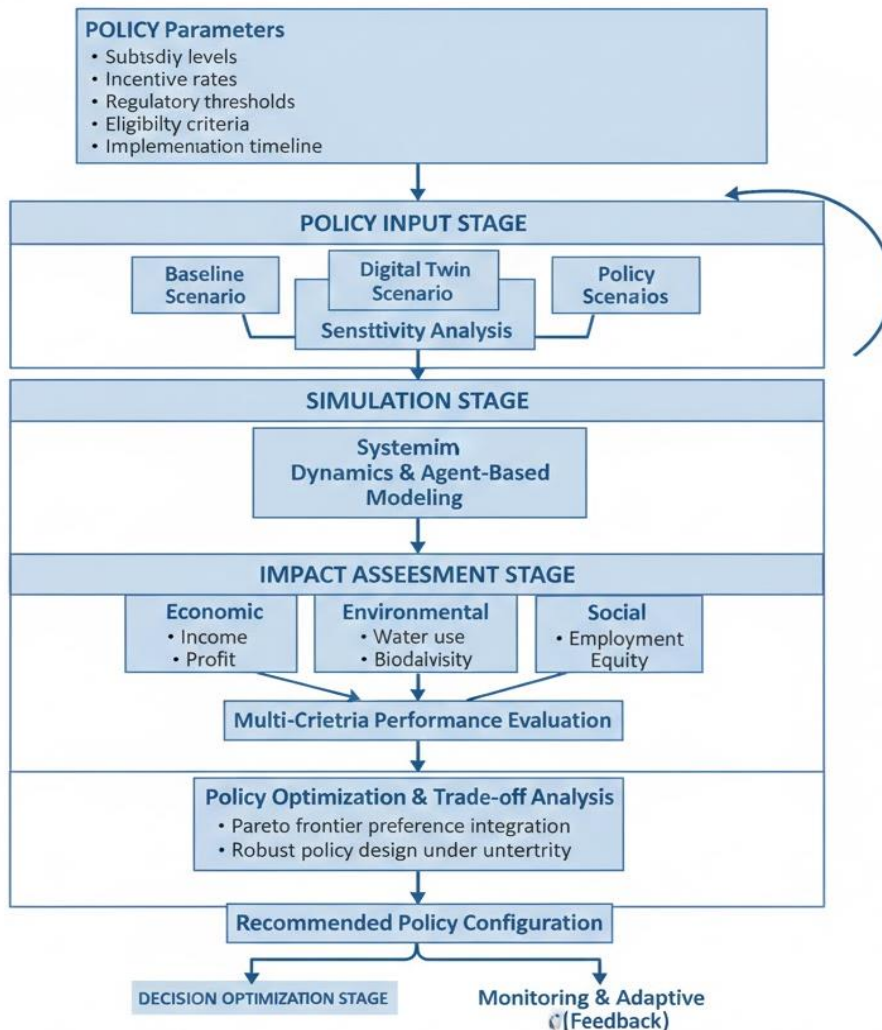 POLICY Parameters
• Subtsdiy levels
• Incentive rates
• Regulatory thresholds
• Eligibilty criteria
• Implemenıation timeline
POLICY INPUT STAGE
Baseline
Scenario
Digital Twin
Scenario
Policy
Scenaios
Sensttivity Analysis
SIMULATION STAGE
Systemim
Dynamics & Agent-Based
Modeling
IMPACT ASSEESMENT STAGE
Economic
• Income
• Profit
Environmental
• Water use
• Biodaivisity
Social
• Employment
Equity
Multi-Crietria Performance Evaluation
Policy Optimization & Trade-off Analysis
• Pareto frontier preference integration
• Robust policy design under untertrity
Recommended Policy Configuration
DECISION OPTIMIZATION STAGE
Monitoring & Adaptive
(Feedback)